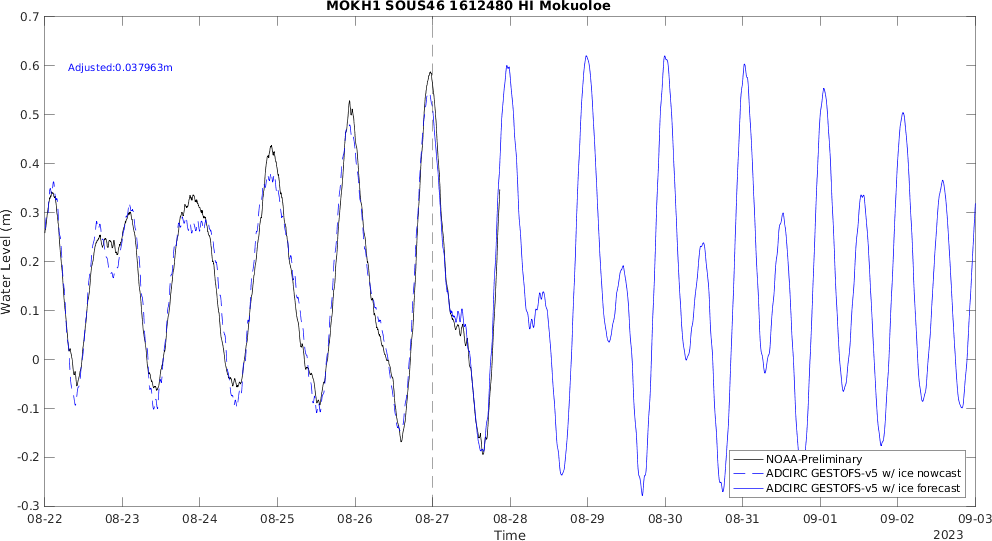 MOKH1 SOUS46 1612480 HI Mokuoloe
Adjusted:0.037963m
Water Level (m)
0.7
0.6
0.5
0.4
0.3
0.2
0.1
0
-0.1
-0.2
-0.3
NOAA-Preliminary
ADCIRC GESTOFS-v5 w/ ice nowcast
ADCIRC GESTOFS-v5 w/ ice forecast
08-22 08-23 08-24 08-25 08-26 08-27 08-28 08-29 08-30 08-31 09-01 09-02 09-03
Time
2023